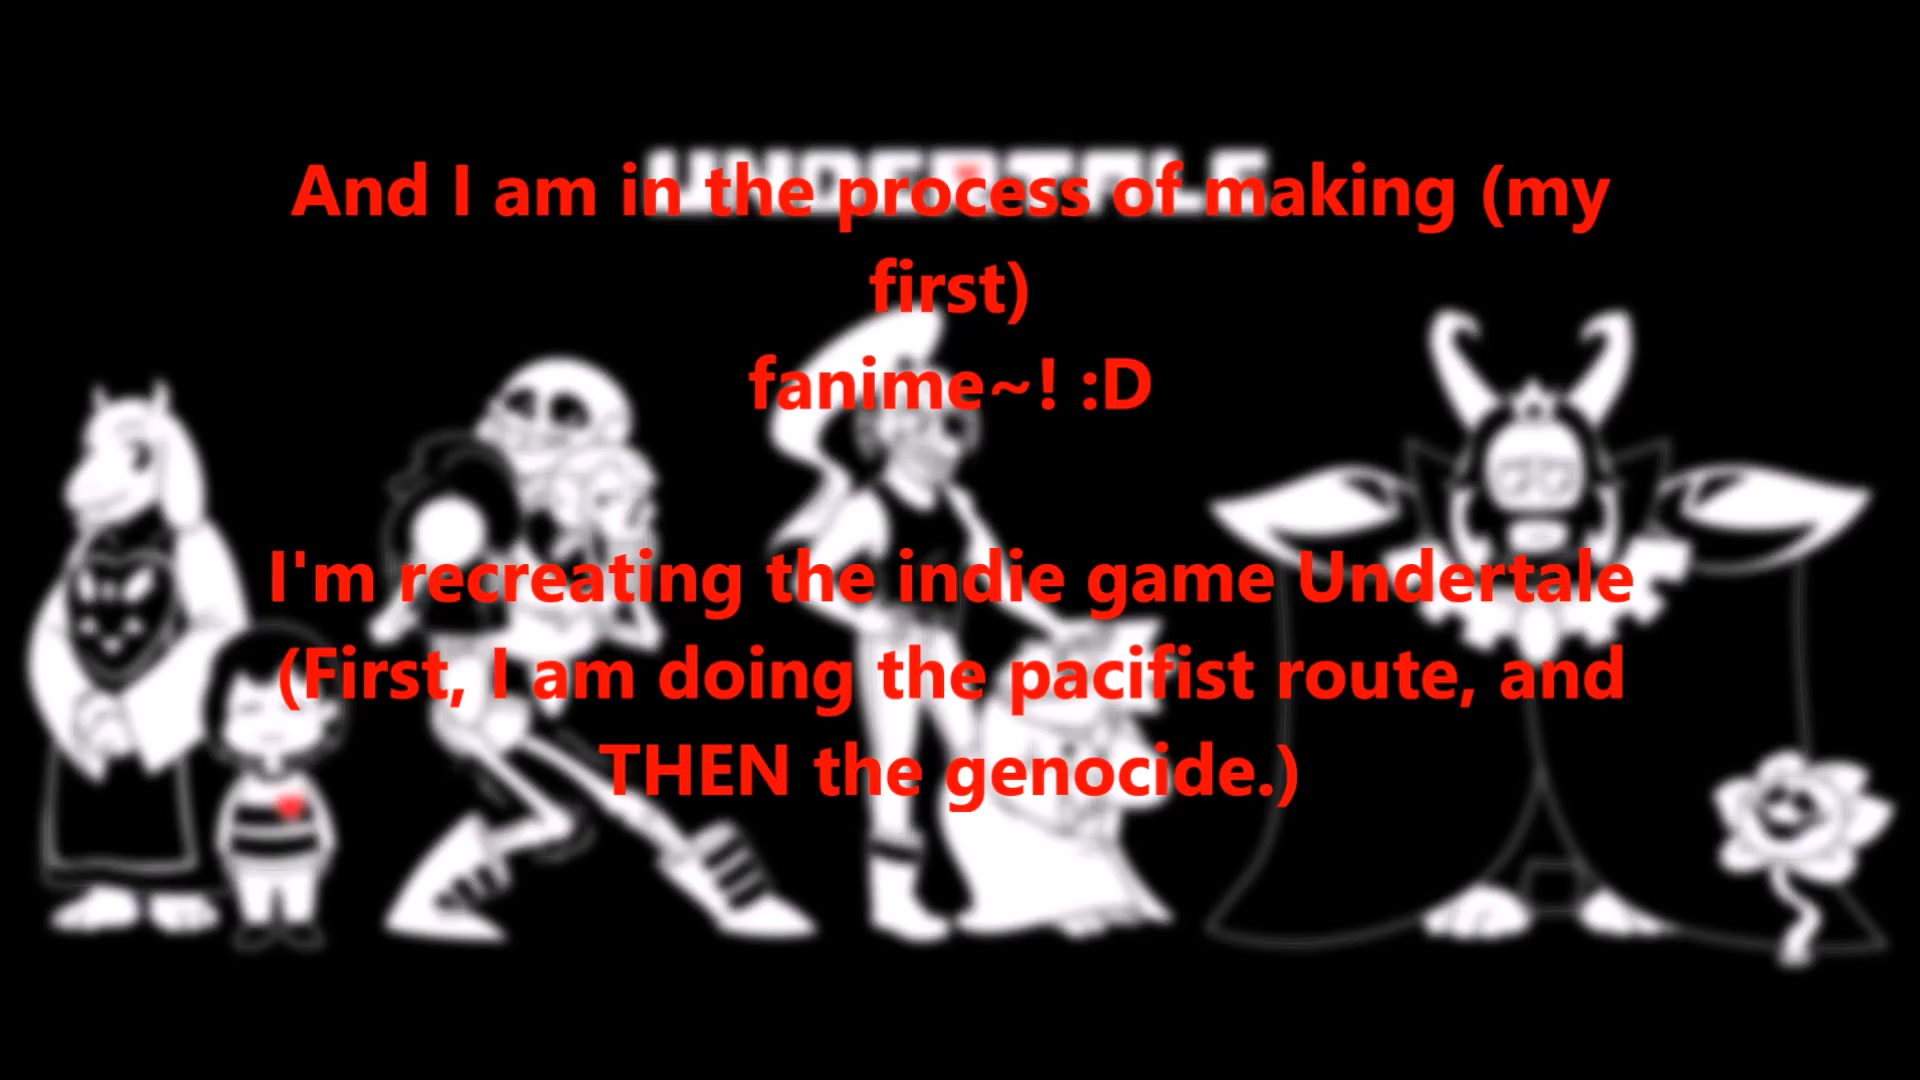 UNDERTALE
And I am in the process of making (my
first)
fanime~! :D
I'm recreating the indie game Undertale
(First, I am doing the pacifist route, and
THEN the genocide.)